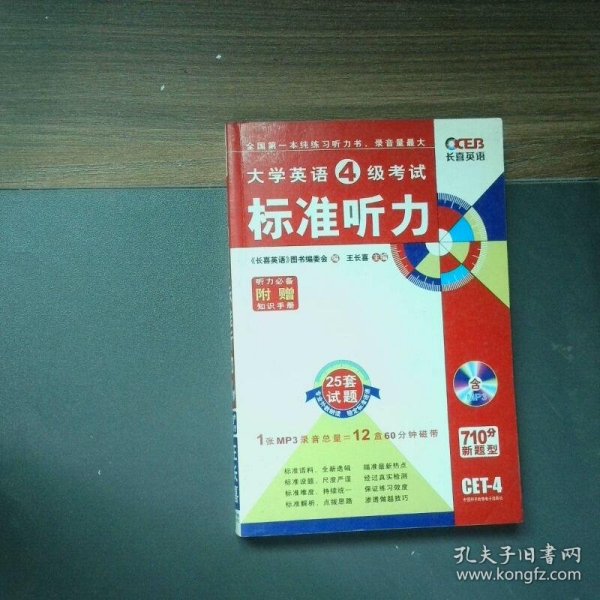 全国第一本纯练习听力书，录音量最大
CEB
长喜英语
大学英语4级考试
标准听力
《长喜英语》图书编委会 编 王长喜 主编
听力必备
附赠
知识手册
25套
试题
含
MP3
1张MP3录音总量=12盒60分钟磁带
710分
新题型
标准语料、全新选编 瞄准最新热点
标准设题、尺度严谨 经过真实检测
标准难度、持续统一 保证练习效度
标准解析、点拨思路 渗透做题技巧
CET-4
孔夫子旧书网
www.kongfz.com